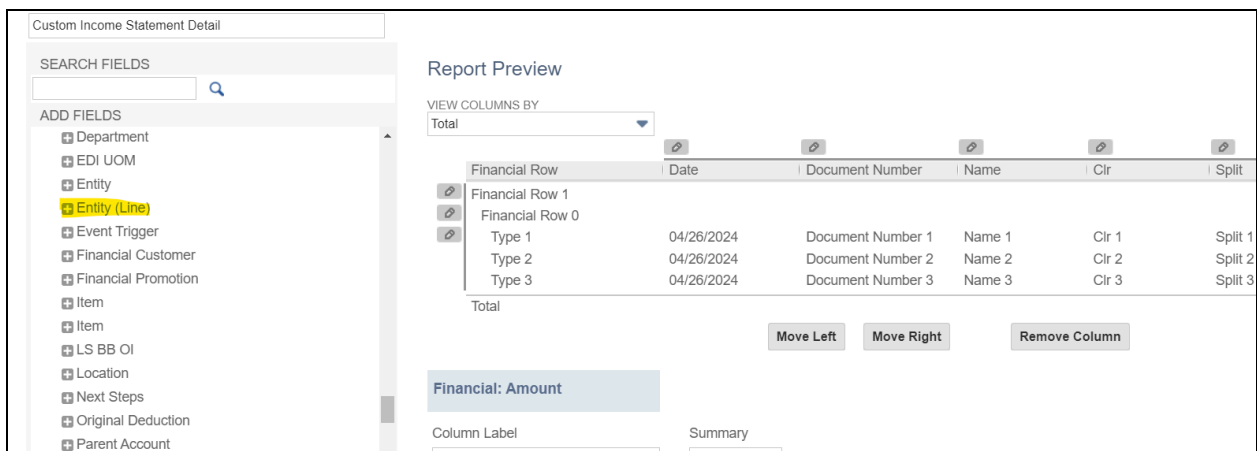 Custom Income Statement Detail
SEARCH FIELDS
ADD FIELDS
Department
EDI UOM
Entity
Entity (Line)
Event Trigger
Financial Customer
Financial Promotion
Item
Item
LS BB OI
Location
Next Steps
Original Deduction
Parent Account
Report Preview
VIEW COLUMNS BY
Total
Financial Row Date Document Number Name Clr Split
Financial Row 1
Financial Row 0
Type 1 04/26/2024 Document Number 1 Name 1 Clr 1 Split 1
Type 2 04/26/2024 Document Number 2 Name 2 Clr 2 Split 2
Type 3 04/26/2024 Document Number 3 Name 3 Clr 3 Split 3
Total
Move Left Move Right Remove Column
Financial: Amount
Column Label Summary